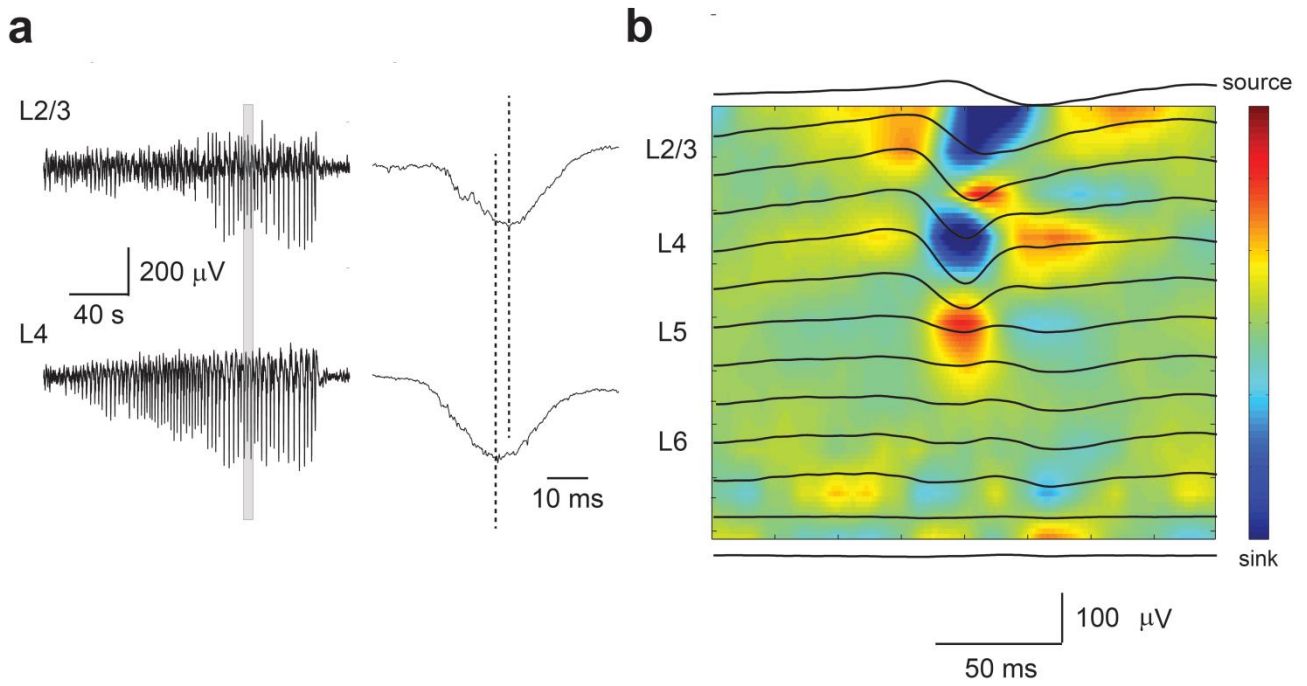 a
L2/3
200 μV
40 s
L4
10 ms
b
source
L2/3
L4
L5
L6
sink
100 μV
50 ms